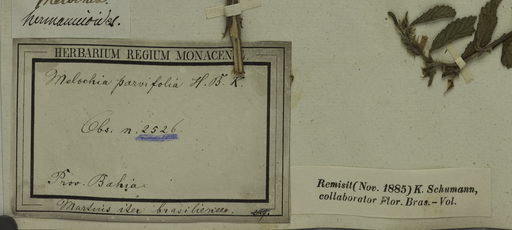 hermannioides.
HERBARIUM REGIUM MONACENSE
Melochia parvifolia H. B. K.
Obs. n. 2526
Prov. Bahia
Martius iter brasiliense.
Remisit (Nov. 1885) K. Schumann,
collaborator Flor. Bras.–Vol.